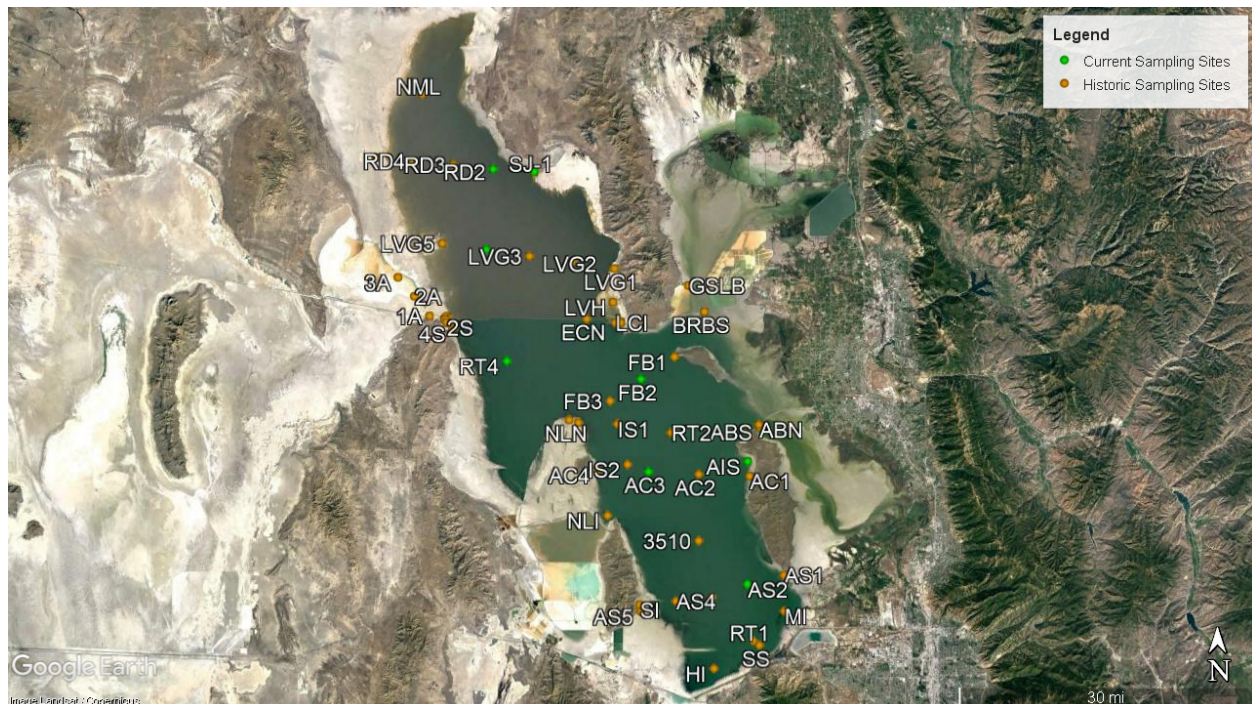 Legend
Current Sampling Sites
Historic Sampling Sites
NML
RD4 RD3 RD2 SJ-1
LVG5
LVG3
LVG2
LVG1
3A
2A
GSLB
LVH
1A
4S 2S
ECN
LCI
BRBS
RT4
FB1
FB2
FB3
NLN
IS1
RT2 ABS
ABN
AC4
IS2
AC3
AC2
AIS
AC1
NLI
3510
AS1
AS2
AS5
SI
AS4
MI
RT1
SS
HI
Google Earth
Image Landsat / Copernicus
30 mi
N